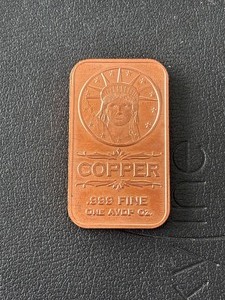 COPPER
.999 FINE
ONE AVDP OZ.